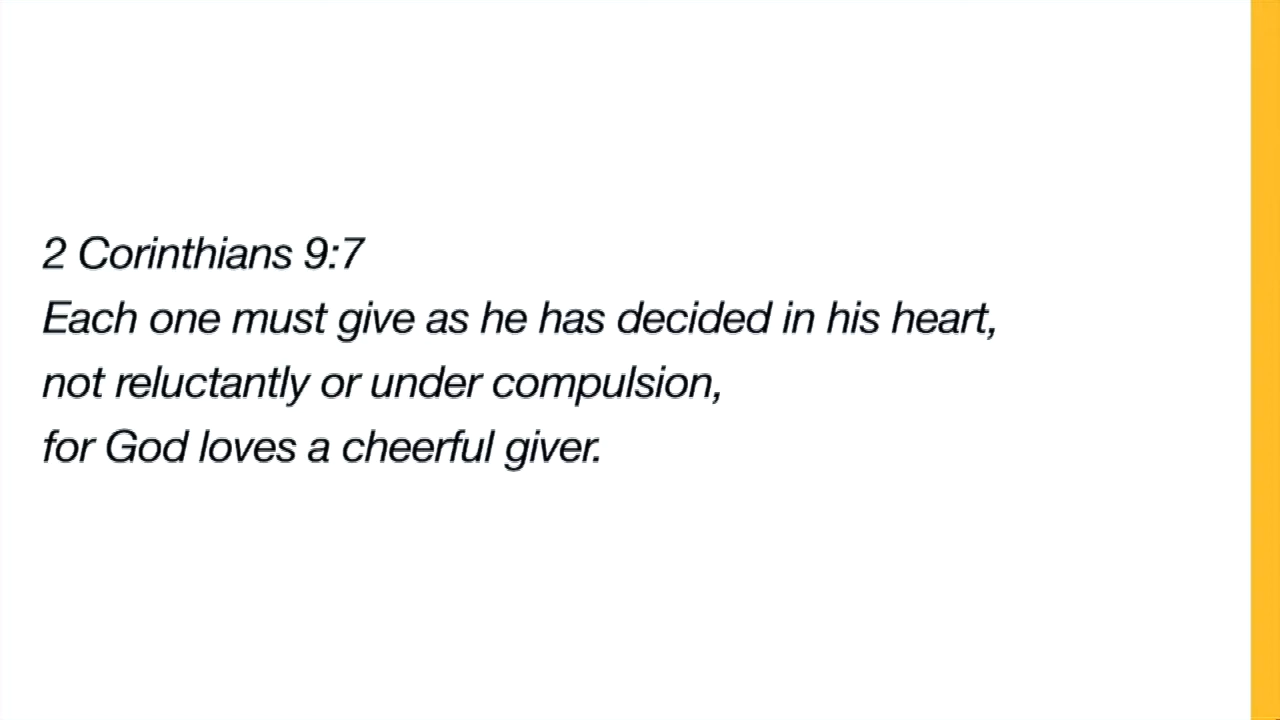 2 Corinthians 9:7
Each one must give as he has decided in his heart,
not reluctantly or under compulsion,
for God loves a cheerful giver.